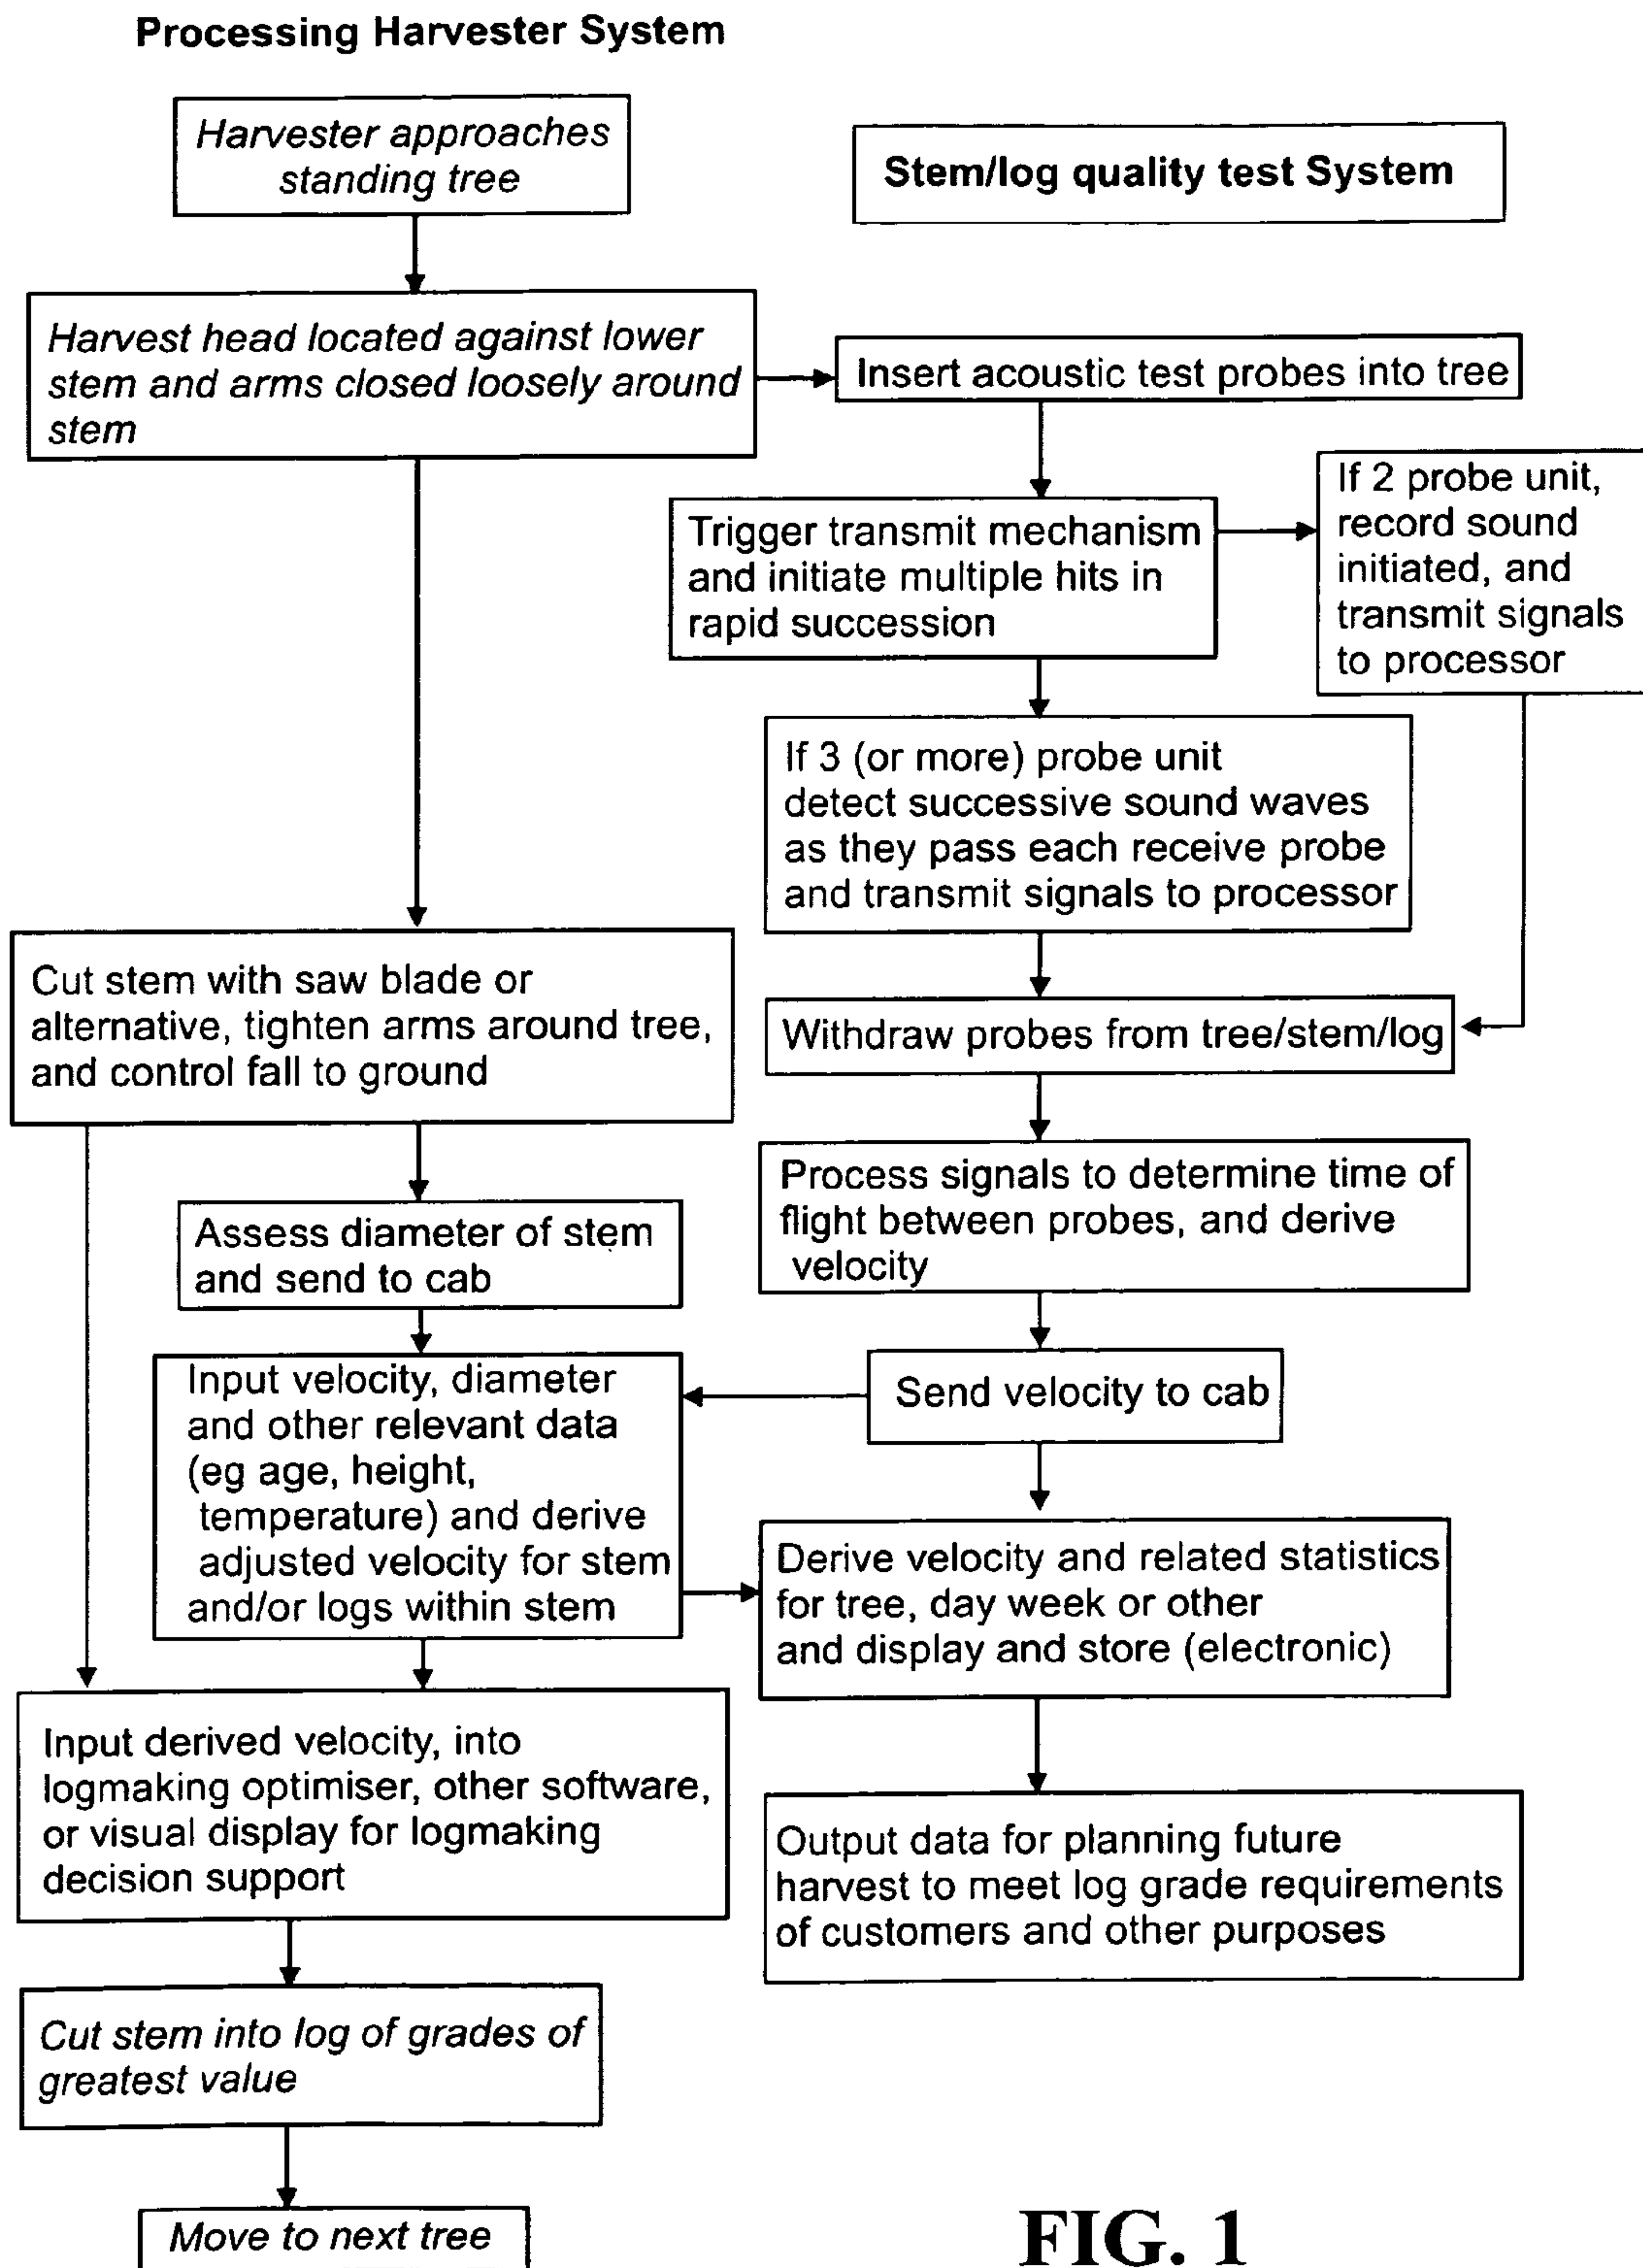 Processing Harvester System
Harvester approaches
standing tree
Stem/log quality test System
Harvest head located against lower
stem and arms closed loosely around
stem
Insert acoustic test probes into tree
Trigger transmit mechanism
and initiate multiple hits in
rapid succession
If 2 probe unit,
record sound
initiated, and
transmit signals
to processor
If 3 (or more) probe unit
detect successive sound waves
as they pass each receive probe
and transmit signals to processor
Cut stem with saw blade or
alternative, tighten arms around tree,
and control fall to ground
Withdraw probes from tree/stem/log
Process signals to determine time of
flight between probes, and derive
velocity
Assess diameter of stem
and send to cab
Input velocity, diameter
and other relevant data
(eg age, height,
temperature) and derive
adjusted velocity for stem
and/or logs within stem
Send velocity to cab
Derive velocity and related statistics
for tree, day week or other
and display and store (electronic)
Input derived velocity, into
logmaking optimiser, other software,
or visual display for logmaking
decision support
Output data for planning future
harvest to meet log grade requirements
of customers and other purposes
Cut stem into log of grades of
greatest value
Move to next tree
FIG. 1